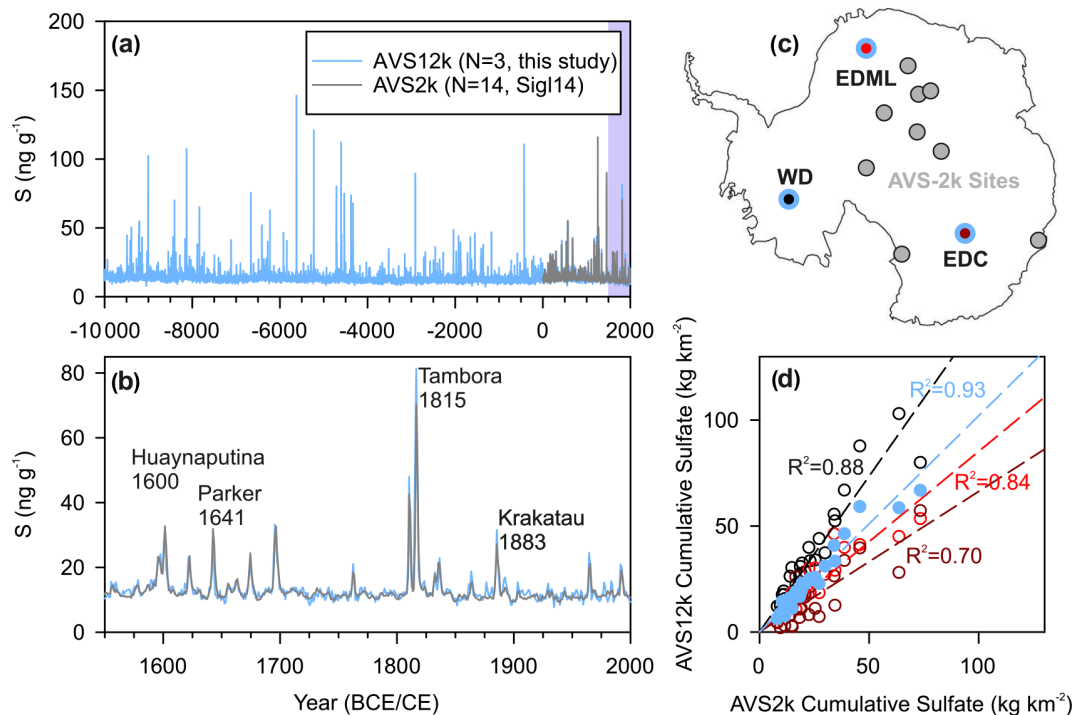 (a)
S (ng g⁻¹)
200
150
100
50
0
AVS12k (N=3, this study)
AVS2k (N=14, Sigl14)
-10000
-8000
-6000
-4000
-2000
0
2000
(b)
S (ng g⁻¹)
80
60
40
20
0
Huaynaputina
1600
Parker
1641
Tambora
1815
Krakatau
1883
1600
1700
1800
1900
2000
Year (BCE/CE)
(c)
EDML
WD
AVS-2k Sites
EDC
(d)
AVS12k Cumulative Sulfate (kg km⁻²)
100
50
0
R²=0.93
R²=0.88
R²=0.84
R²=0.70
0
50
100
AVS2k Cumulative Sulfate (kg km⁻²)